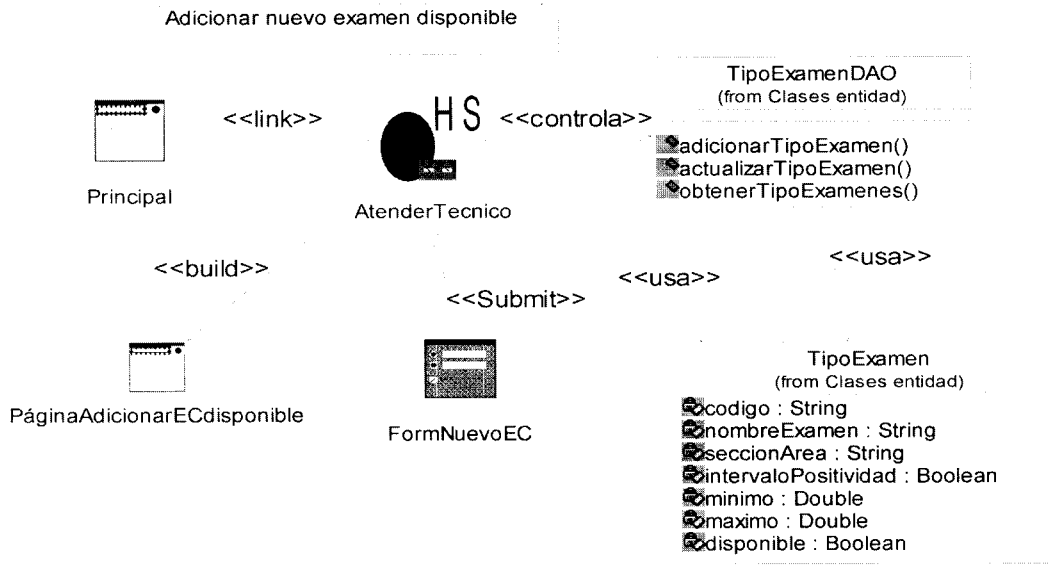 Adicionar nuevo examen disponible
TipoExamenDAO
(from Clases entidad)
HS
<<link>>
<<controla>>
adicionarTipoExamen()
actualizarTipoExamen()
obtenerTipoExamenes()
Principal
AtenderTecnico
<<build>>
<<Submit>>
<<usa>>
<<usa>>
PáginaAdicionarECdisponible
FormNuevoEC
TipoExamen
(from Clases entidad)
codigo : String
nombreExamen : String
seccionArea : String
intervaloPositividad : Boolean
minimo : Double
maximo : Double
disponible : Boolean